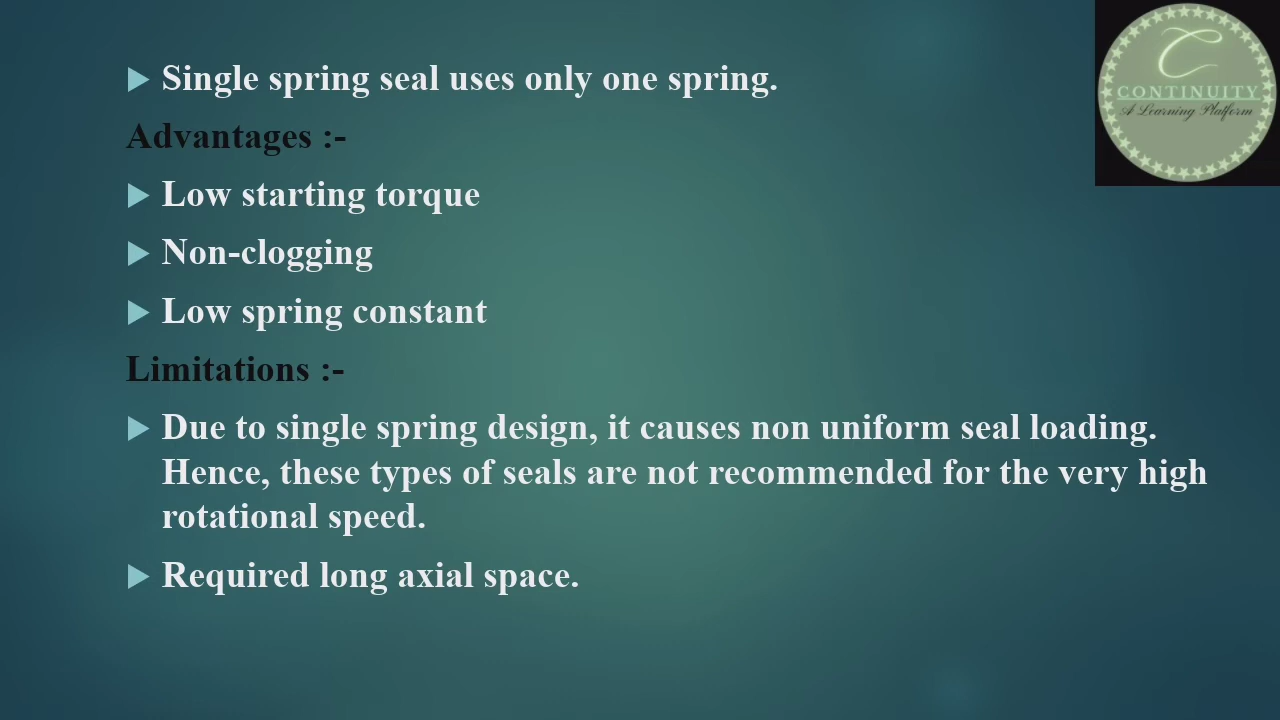 Single spring seal uses only one spring.
Advantages :-
Low starting torque
Non-clogging
Low spring constant
Limitations :-
Due to single spring design, it causes non uniform seal loading.
Hence, these types of seals are not recommended for the very high
rotational speed.
Required long axial space.
C
CONTINUITY
A Learning Platform